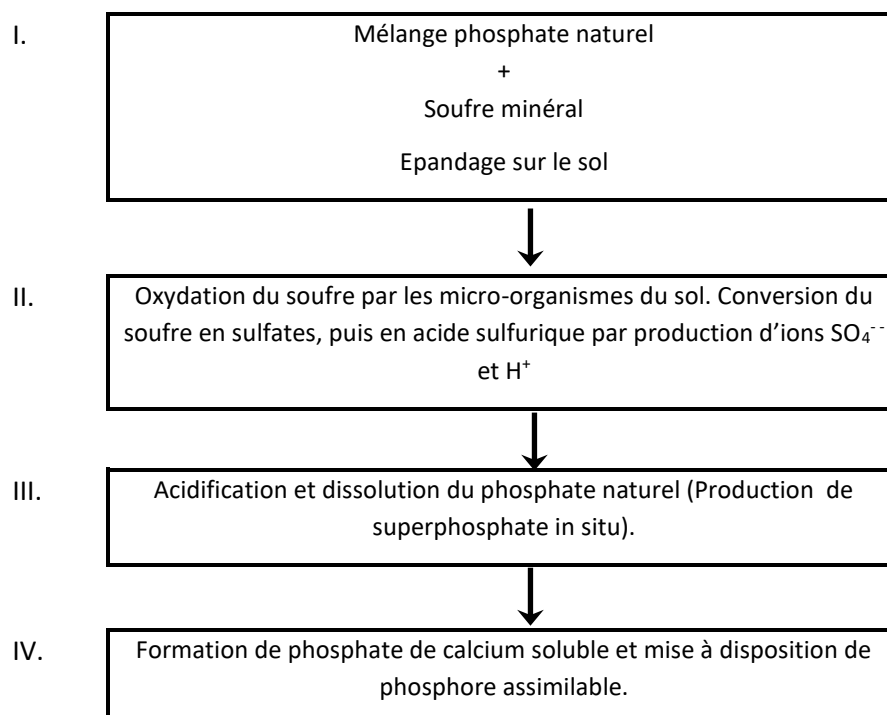 I.
Mélange phosphate naturel
+
Soufre minéral
Epandage sur le sol
II.
Oxydation du soufre par les micro-organismes du sol. Conversion du
soufre en sulfates, puis en acide sulfurique par production d’ions SO₄⁻⁻
et H⁺
III.
Acidification et dissolution du phosphate naturel (Production de
superphosphate in situ).
IV.
Formation de phosphate de calcium soluble et mise à disposition de
phosphore assimilable.